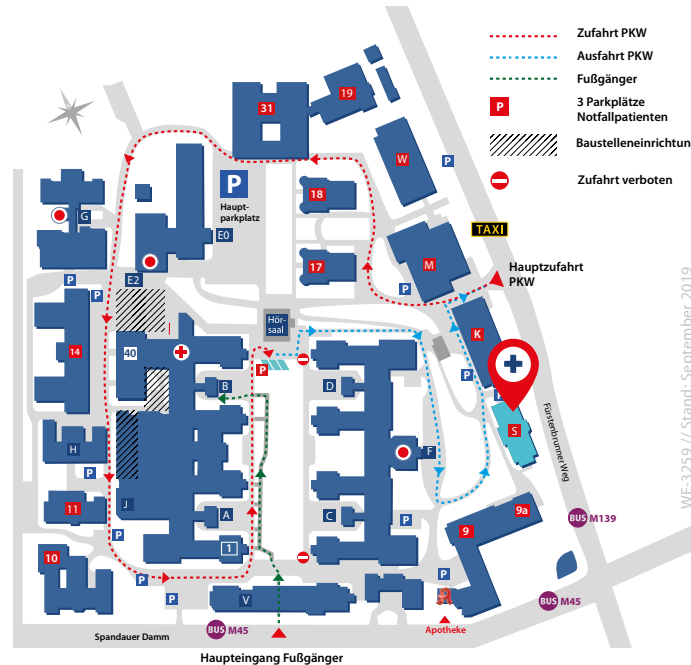 Zufahrt PKW
Ausfahrt PKW
Fußgänger
P
3 Parkplätze
Notfallpatienten
Baustelleneinrichtun
Zufahrt verboten
31
19
W
P
TAXI
18
P
Haupt-
parkplatz
G
E0
17
M
Hauptzufahrt
PKW
P
P
E2
P
P
Hör-
saal
K
14
40
P
P
B
D
P
S
Fürstenbrunner Weg
H
F
P
11
J
A
C
9
9a
BUS M139
P
P
P
10
1
P
P
V
P
BUS M45
Apotheke
Spandauer Damm
BUS M45
Haupteingang Fußgänger
WE-3259 // Stand: September 2019